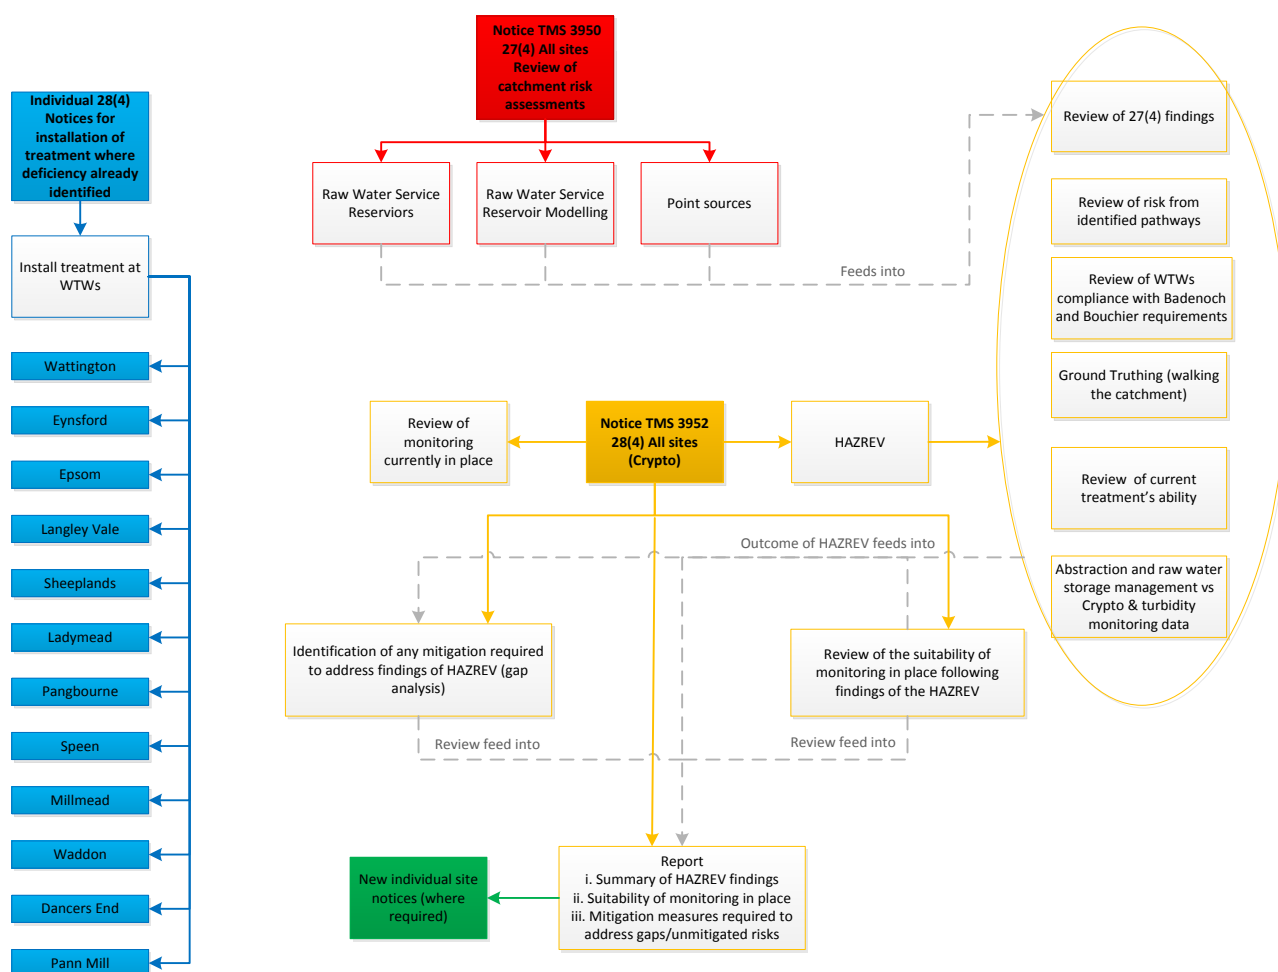 Notice TMS 3950
27(4) All sites
Review of
catchment risk
assessments
Individual 28(4)
Notices for
installation of
treatment where
deficiency already
identified
Review of 27(4) findings
Raw Water Service
Reserviors
Raw Water Service
Reservoir Modelling
Point sources
Review of risk from
identified pathways
Install treatment at
WTWs
Feeds into
Review of WTWs
compliance with Badenoch
and Bouchier requirements
Wattington
Ground Truthing (walking
the catchment)
Eynsford
Review of
monitoring
currently in place
Notice TMS 3952
28(4) All sites
(Crypto)
HAZREV
Epsom
Review of current
treatment's ability
Langley Vale
Outcome of HAZREV feeds into
Sheeplands
Abstraction and raw water
storage management vs
Crypto & turbidity
monitoring data
Ladymead
Identification of any mitigation required
to address findings of HAZREV (gap
analysis)
Review of the suitability of
monitoring in place following
findings of the HAZREV
Pangbourne
Speen
Review feed into
Review feed into
Millmead
Waddon
Report
i. Summary of HAZREV findings
ii. Suitability of monitoring in place
iii. Mitigation measures required to
address gaps/unmitigated risks
New individual site
notices (where
required)
Dancers End
Pann Mill